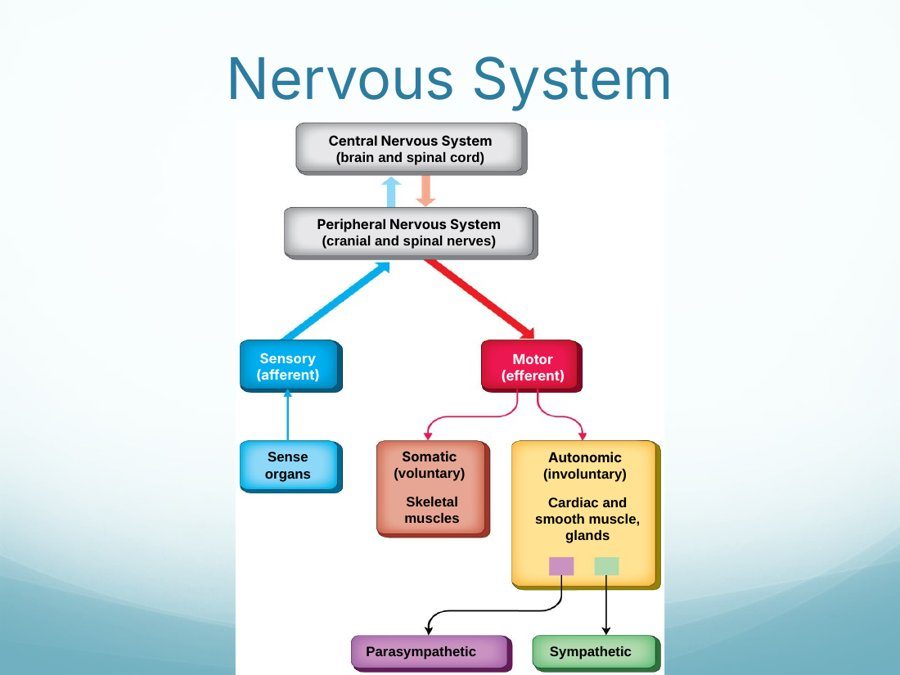 Nervous System
Central Nervous System
(brain and spinal cord)
Peripheral Nervous System
(cranial and spinal nerves)
Sensory
(afferent)
Motor
(efferent)
Sense
organs
Somatic
(voluntary)
Skeletal
muscles
Autonomic
(involuntary)
Cardiac and
smooth muscle,
glands
Parasympathetic
Sympathetic